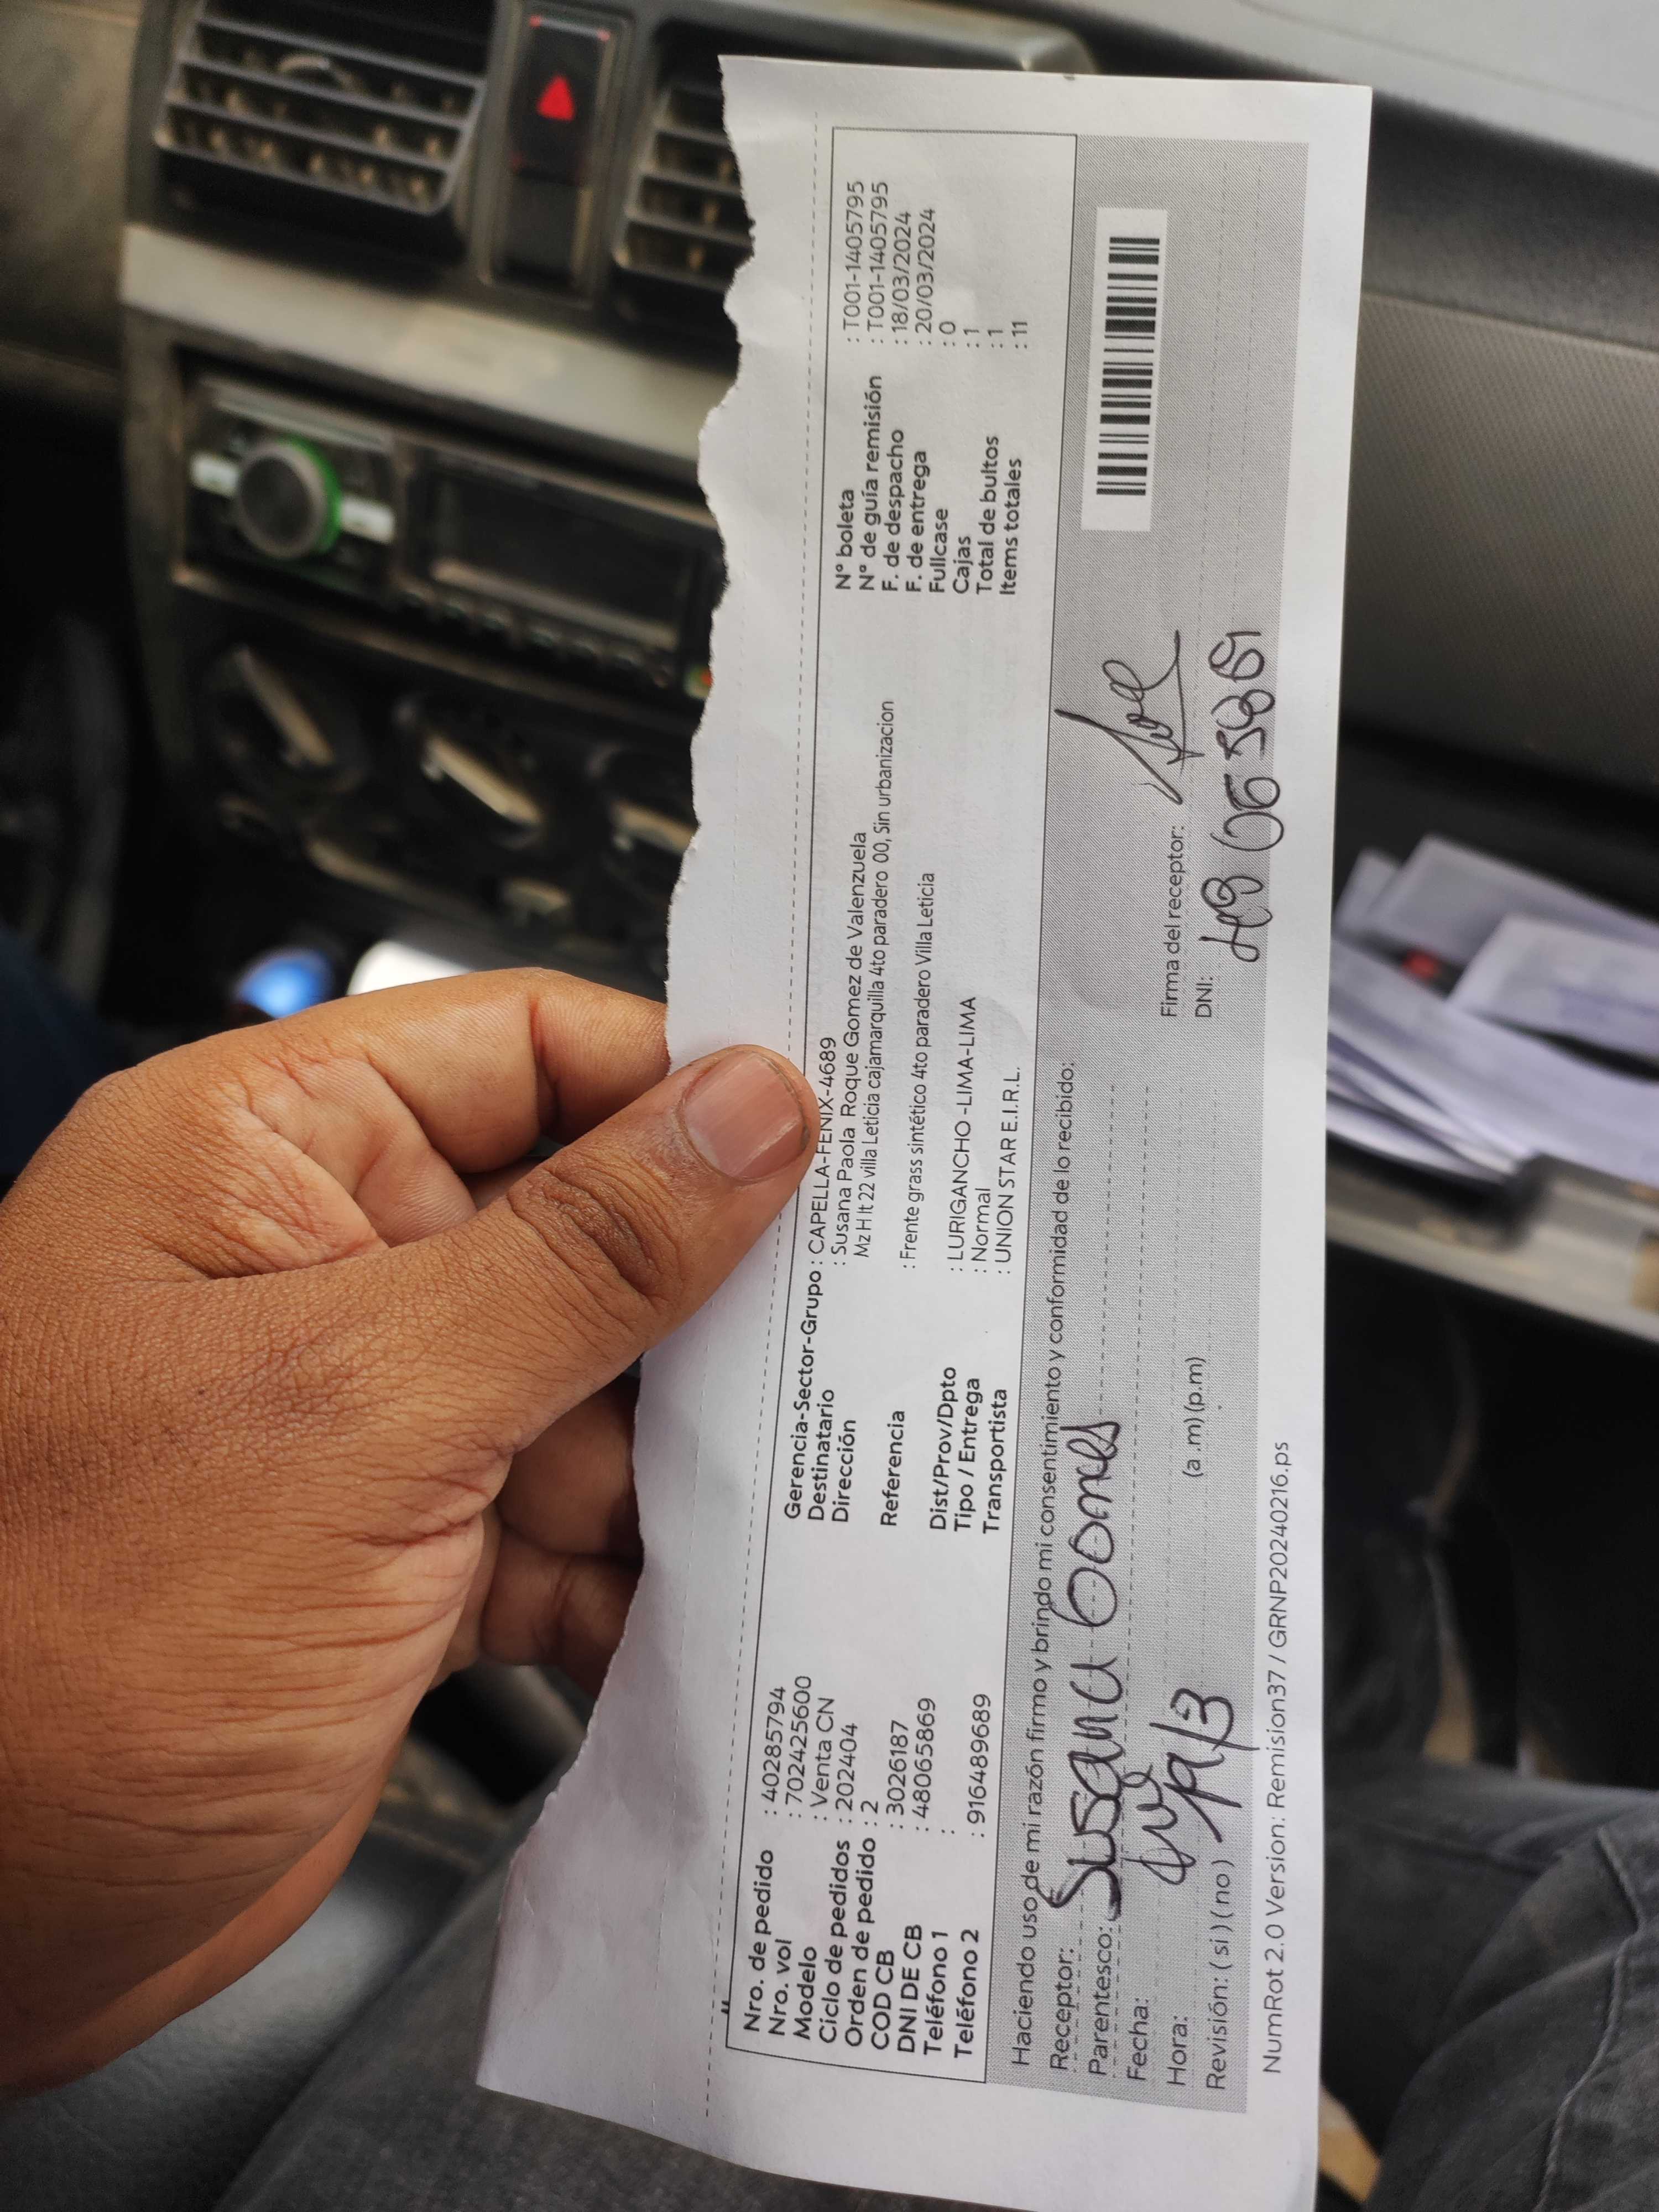 Nro. de pedido : 40285794
Nro. vol : 702425600
Modelo : Venta CN
Ciclo de pedidos : 202404
Orden de pedido : 2
COD CB : 3026187
DNI DE CB : 48065869
Teléfono 1 :
Teléfono 2 : 916489689
Gerencia-Sector-Grupo : CAPELLA-FENIX-4689
Destinatario : Susana Paola Roque Gomez de Valenzuela
Dirección Mz H lt 22 villa Leticia cajamarquilla 4to paradero 00, Sin urbanizacion
Referencia : Frente grass sintético 4to paradero Villa Leticia
Dist/Prov/Dpto : LURIGANCHO -LIMA-LIMA
Tipo / Entrega : Normal
Transportista : UNION STAR E.I.R.L.
N° boleta : T001-1405795
N° de guía remisión : T001-1405795
F. de despacho : 18/03/2024
F. de entrega : 20/03/2024
Fullcase : 0
Cajas : 1
Total de bultos : 1
Items totales : 11
Haciendo uso de mi razón firmo y brindo mi consentimiento y conformidad de lo recibido:
Receptor: Susana Gomes
Parentesco:
Fecha: 19/3
Hora: (a .m) (p.m)
Revisión: ( si ) ( no )
Firma del receptor:
DNI: 48065869
NumRot 2.0 Version: Remision37 / GRNP20240216.ps